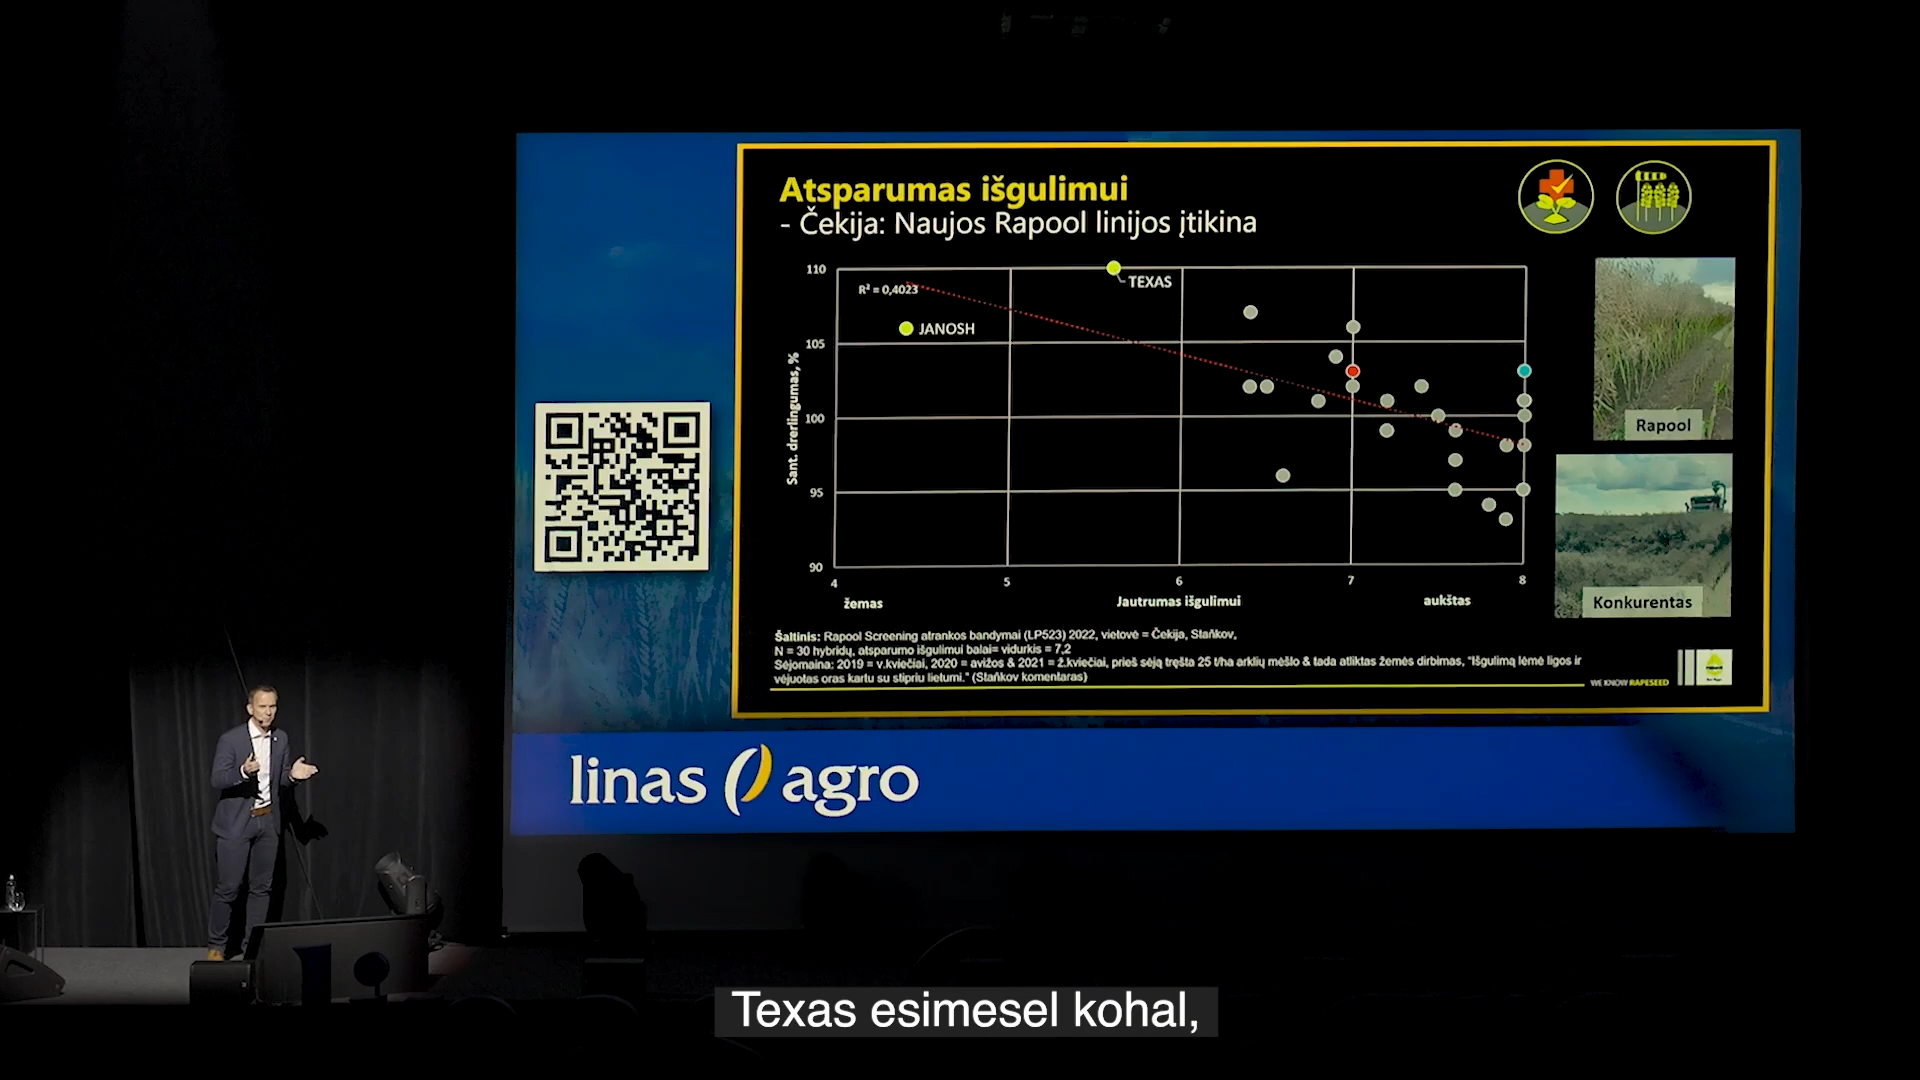 Atsparumas išgulimui
- Čekija: Naujos Rapool linijos įtikina
110
105
100
95
90
Sant. drerlingumas, %
R² = 0,4023
TEXAS
JANOSH
4
5
6
7
8
žemas
Jautrumas išgulimui
aukštas
Rapool
Konkurentas
Šaltinis: Rapool Screening atrankos bandymai (LP523) 2022, vietovė = Čekija, Staňkov,
N = 30 hybridų, atsparumo išgulimui balai= vidurkis = 7,2
Sėjomaina: 2019 = v.kviečiai, 2020 = avižos & 2021 = ž.kviečiai, prieš sėją tręšta 25 t/ha arklių mėšlo & tada atliktas žemės dirbimas, "Išgulimą lėmė ligos ir
vėjuotas oras kartu su stipriu lietumi." (Staňkov komentaras)
WE KNOW RAPESEED
linas agro
Texas esimesel kohal,